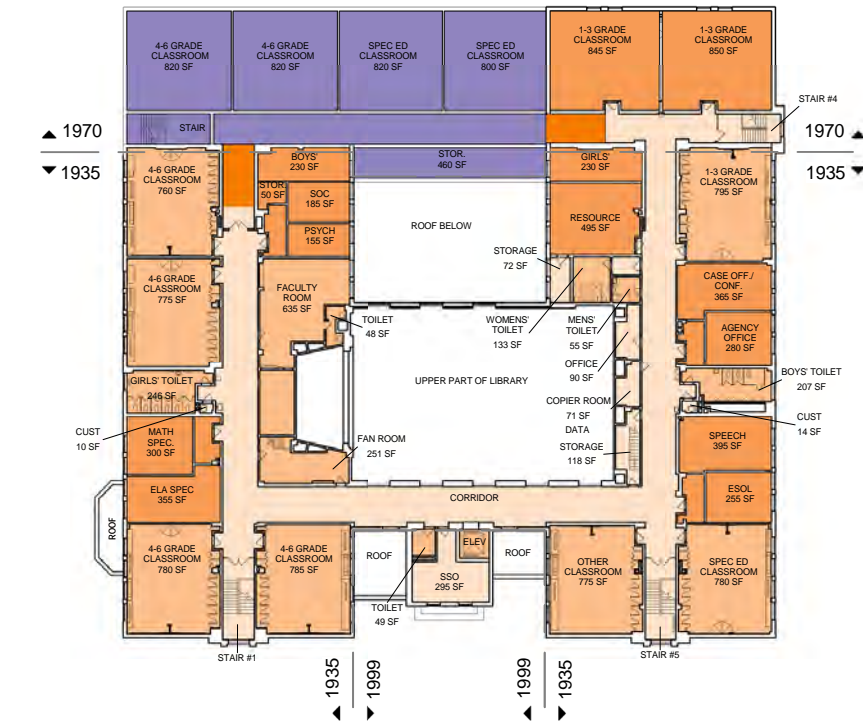 4-6 GRADE
CLASSROOM
820 SF
4-6 GRADE
CLASSROOM
820 SF
SPEC ED
CLASSROOM
820 SF
SPEC ED
CLASSROOM
800 SF
1-3 GRADE
CLASSROOM
845 SF
1-3 GRADE
CLASSROOM
850 SF
STAIR #4
STAIR
1970
1935
1970
1935
4-6 GRADE
CLASSROOM
760 SF
BOYS'
230 SF
STOR.
50 SF
SOC
185 SF
PSYCH
155 SF
STOR.
460 SF
GIRLS'
230 SF
1-3 GRADE
CLASSROOM
795 SF
ROOF BELOW
RESOURCE
495 SF
STORAGE
72 SF
4-6 GRADE
CLASSROOM
775 SF
FACULTY
ROOM
635 SF
TOILET
48 SF
WOMENS'
TOILET
133 SF
MENS'
TOILET
55 SF
CASE OFF./
CONF.
365 SF
AGENCY
OFFICE
280 SF
OFFICE
90 SF
UPPER PART OF LIBRARY
COPIER ROOM
71 SF
DATA
STORAGE
118 SF
BOYS' TOILET
207 SF
GIRLS' TOILET
246 SF
CUST
10 SF
CUST
14 SF
MATH
SPEC.
300 SF
FAN ROOM
251 SF
SPEECH
395 SF
ELA SPEC
355 SF
ESOL
255 SF
CORRIDOR
ROOF
4-6 GRADE
CLASSROOM
780 SF
4-6 GRADE
CLASSROOM
785 SF
ROOF
ELEV
ROOF
SSO
295 SF
TOILET
49 SF
OTHER
CLASSROOM
775 SF
SPEC ED
CLASSROOM
780 SF
STAIR #1
STAIR #5
1935
1999
1999
1935